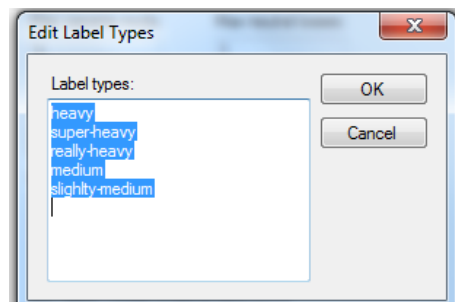 Edit Label Types
Label types:
OK
heavy
super-heavy
Cancel
really-heavy
medium
slighlty-medium